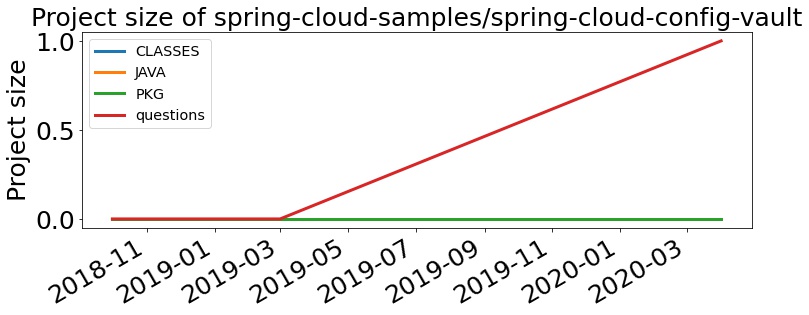 Project size of spring-cloud-samples/spring-cloud-config-vault
1.0
0.5
0.0
Project size
CLASSES
JAVA
PKG
questions
2018-11
2019-01
2019-03
2019-05
2019-07
2019-09
2019-11
2020-01
2020-03